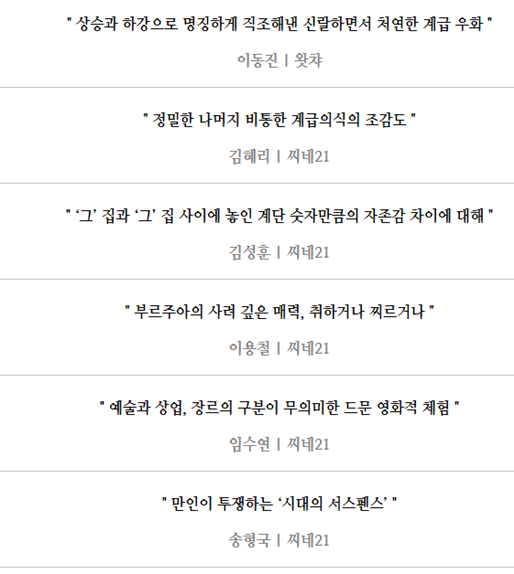 " 상승과 하강으로 명징하게 직조해낸 신랄하면서 처연한 계급 우화 "
이동진 | 왓챠
" 정밀한 나머지 비통한 계급의식의 조감도 "
김혜리 | 씨네21
" ‘그’ 집과 ‘그’ 집 사이에 놓인 계단 숫자만큼의 자존감 차이에 대해 "
김성훈 | 씨네21
" 부르주아의 사려 깊은 매력, 취하거나 찌르거나 "
이용철 | 씨네21
" 예술과 상업, 장르의 구분이 무의미한 드문 영화적 체험 "
임수연 | 씨네21
" 만인이 투쟁하는 ‘시대의 서스펜스’ "
송형국 | 씨네21